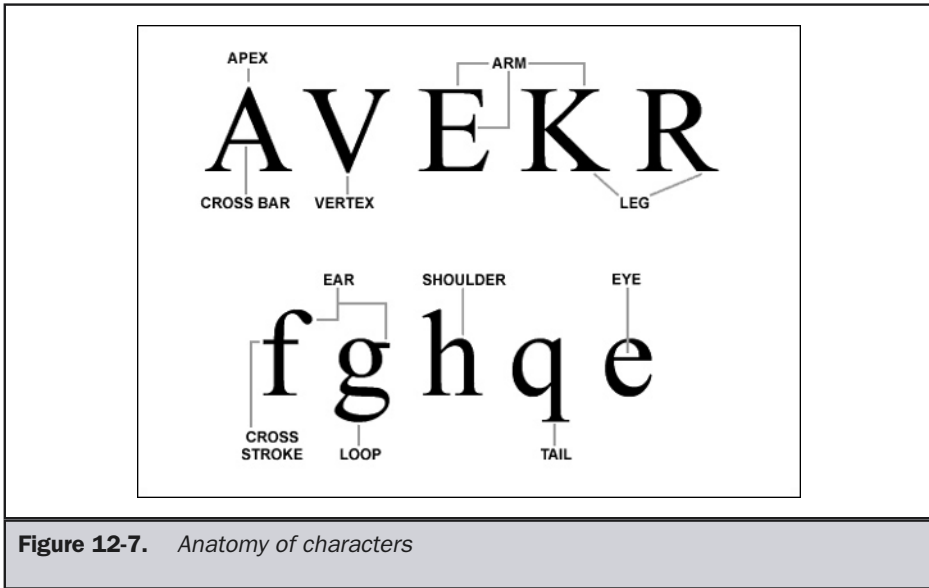 APEX
ARM
A V E K R
CROSS BAR VERTEX LEG
EAR SHOULDER EYE
f g h q e
CROSS
STROKE LOOP TAIL
Figure 12-7. Anatomy of characters